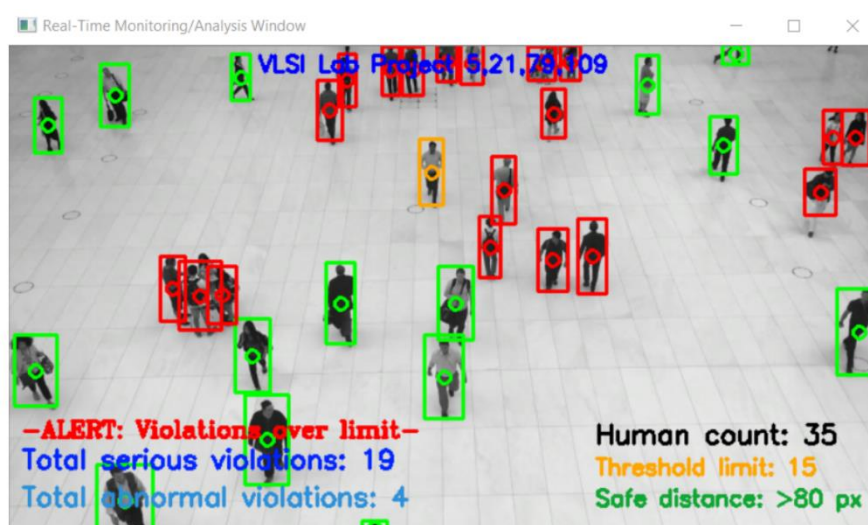 Real-Time Monitoring/Analysis Window
VLSI Lab Project 5,21,79,109
-ALERT: Violations over limit-
Total serious violations: 19
Total abnormal violations: 4
Human count: 35
Threshold limit: 15
Safe distance: >80 px